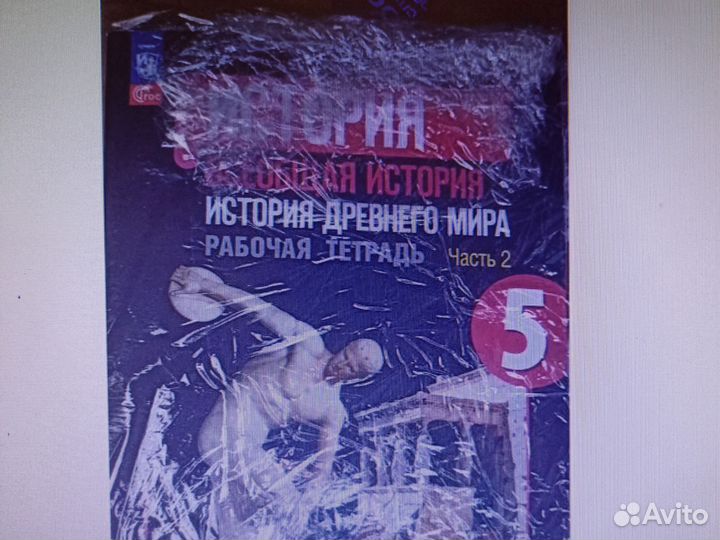 ИСТОРИЯ
ВСЕОБЩАЯ ИСТОРИЯ
ИСТОРИЯ ДРЕВНЕГО МИРА
РАБОЧАЯ ТЕТРАДЬ Часть 2
5
Avito